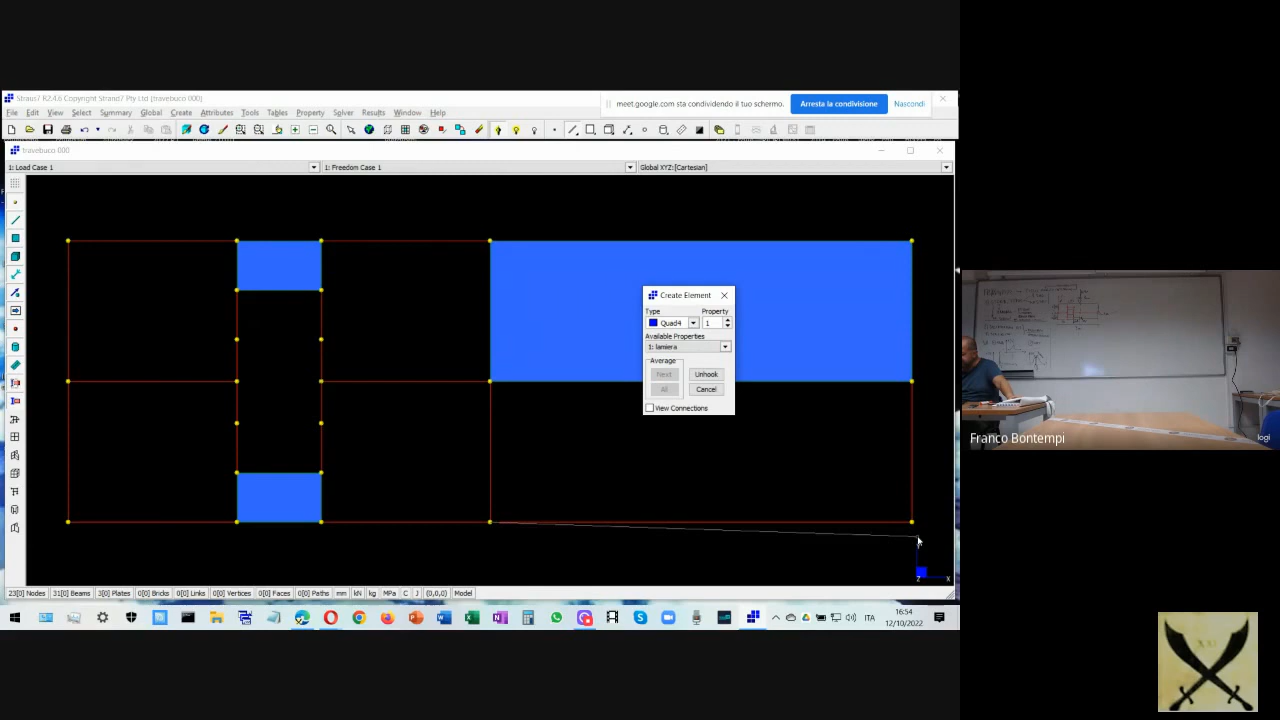 Straus7 R2.4.6 Copyright Strand7 Pty Ltd [travebuco 000]
meet.google.com sta condividendo il tuo schermo.
Arresta la condivisione
Nascondi
File Edit View Select Summary Global Create Attributes Tools Tables Property Solver Results Window Help
travebuco 000
1: Load Case 1
1: Freedom Case 1
Global XYZ:[Cartesian]
Create Element
Type
Property
Quad4
1
Available Properties
1: lamiera
Average
Next
Unhook
All
Cancel
View Connections
Franco Bontempi
logi
Z
X
23[0] Nodes 31[0] Beams 3[0] Plates 0[0] Bricks 0[0] Links 0[0] Vertices 0[0] Faces 0[0] Paths mm kN kg MPa C J (0,0,0) Model
ITA
16:54
12/10/2022
XXI